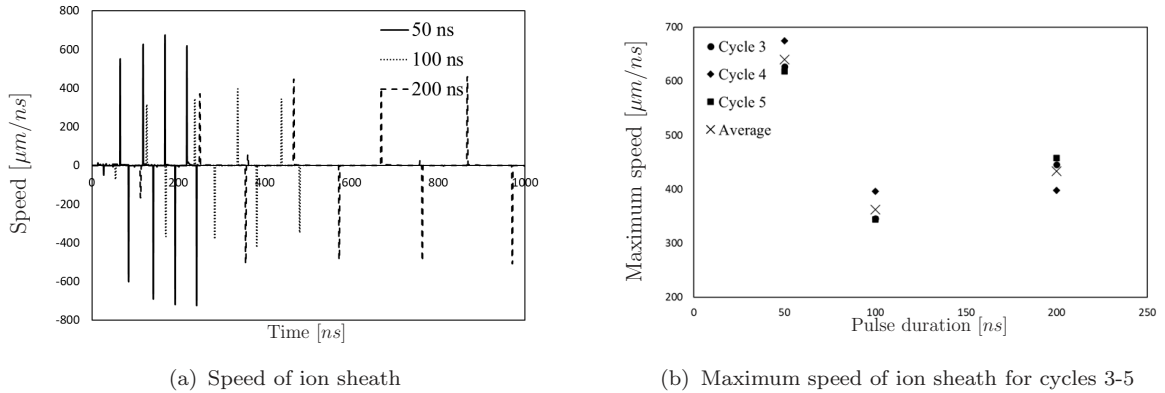 800
600
400
200
0
-200
-400
-600
-800
0
200
400
600
800
1000
Speed [μm/ns]
Time [ns]
50 ns
100 ns
200 ns
(a) Speed of ion sheath
700
600
500
400
300
200
0
50
100
150
200
250
Maximum speed [μm/ns]
Pulse duration [ns]
Cycle 3
Cycle 4
Cycle 5
Average
(b) Maximum speed of ion sheath for cycles 3-5